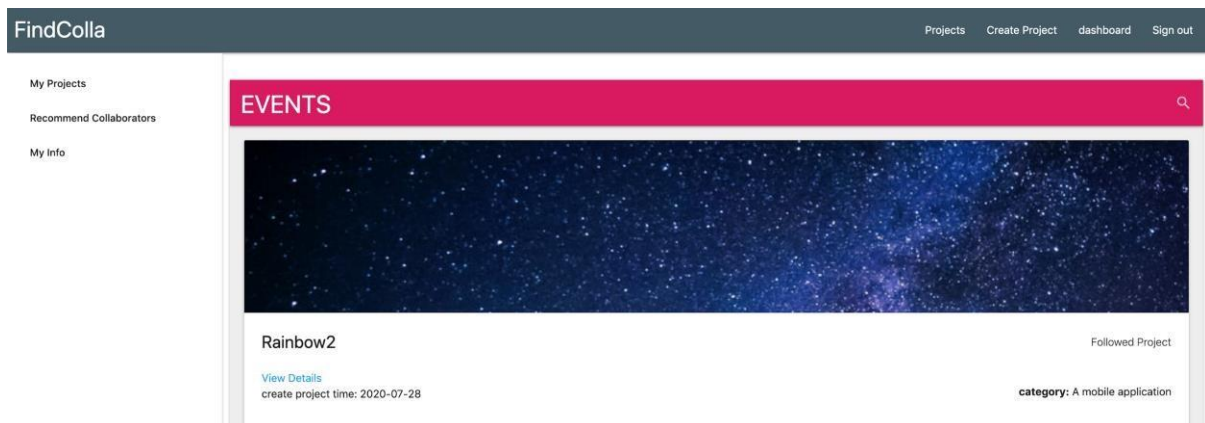 FindColla
Projects Create Project dashboard Sign out
My Projects
Recommend Collaborators
My Info
EVENTS
Rainbow2
Followed Project
View Details
create project time: 2020-07-28
category: A mobile application